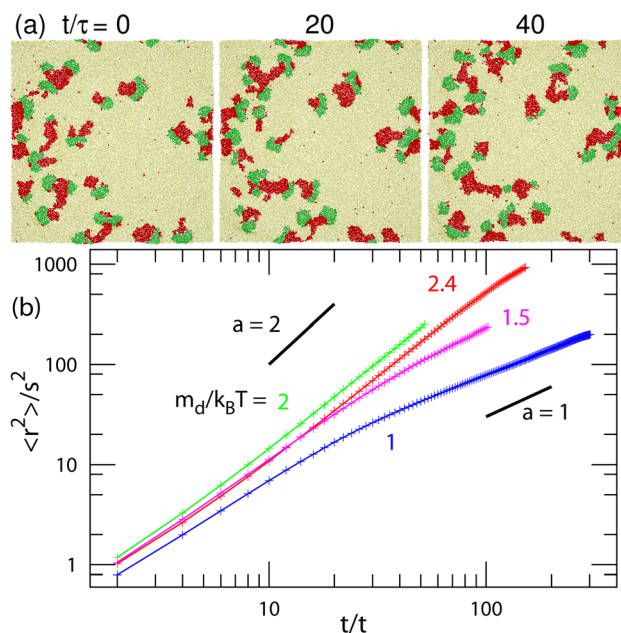 (a) t/τ = 0 20 40
(b)
1000
100
10
1
<r²>/s²
a = 2
2.4
1.5
m_d/k_BT = 2
1
a = 1
10 100
t/t